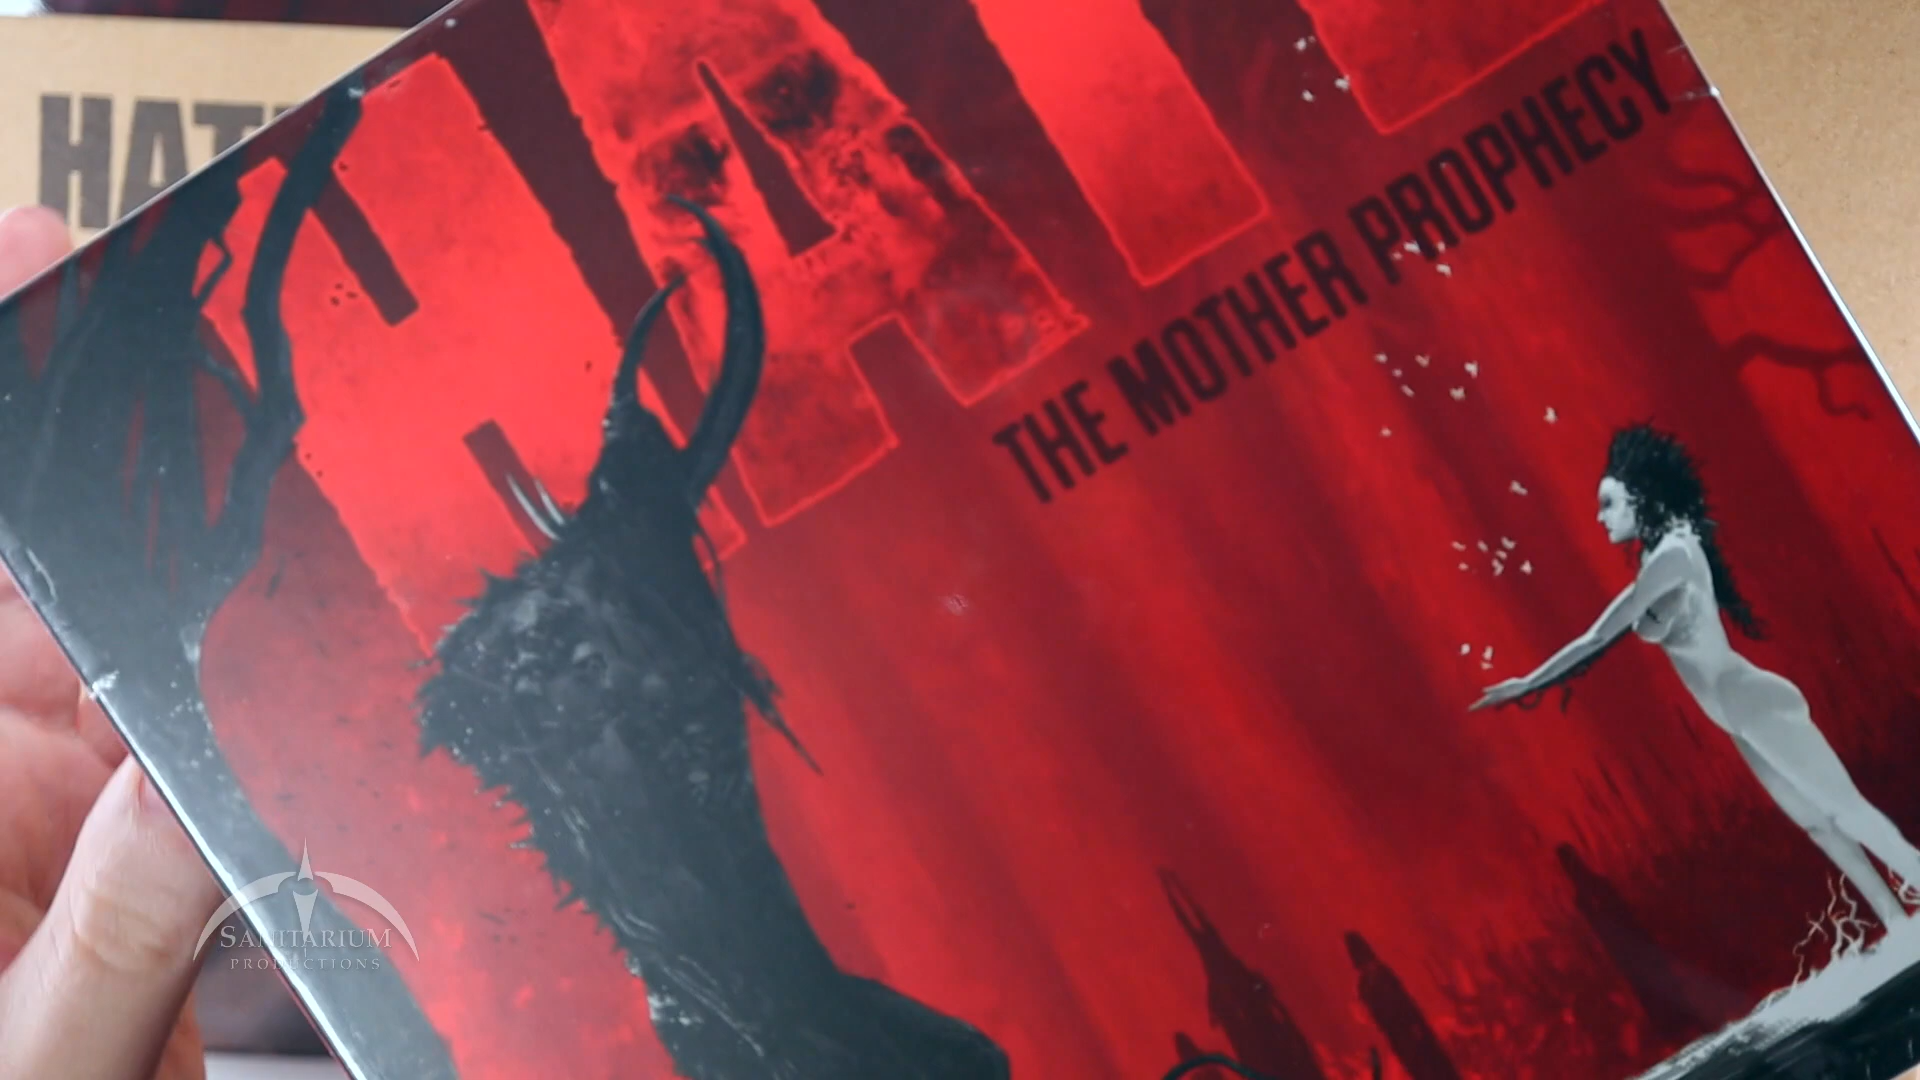 HATE
THE MOTHER PROPHECY
HAT
SANITARIUM
PRODUCTIONS